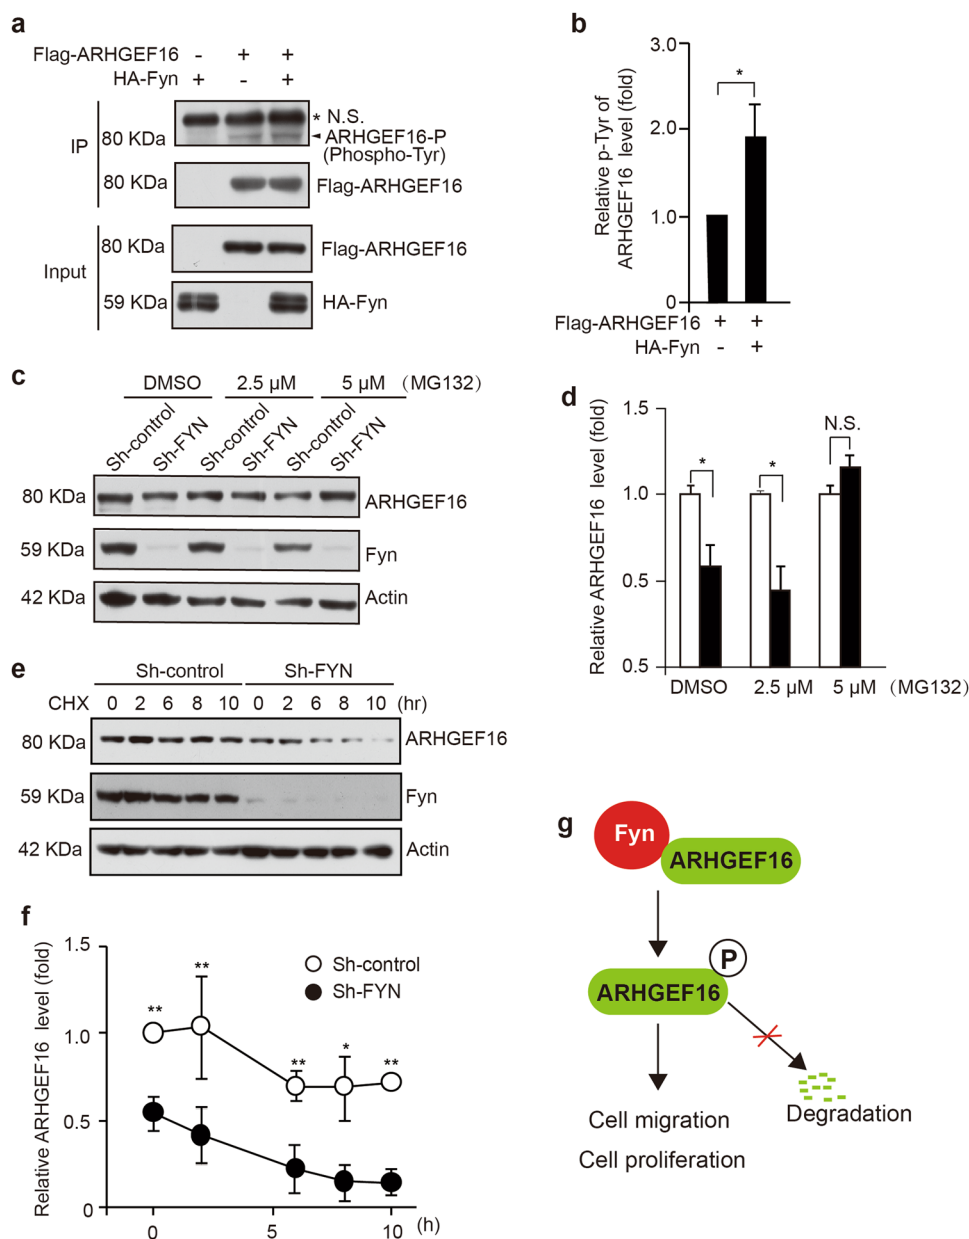 a
Flag-ARHGEF16 - + +
HA-Fyn + - +
IP
80 KDa
* N.S.
ARHGEF16-P
(Phospho-Tyr)
80 KDa Flag-ARHGEF16
Input
80 KDa Flag-ARHGEF16
59 KDa HA-Fyn
b
Relative p-Tyr of
ARHGEF16 level (fold)
3.0
2.0
1.0
0
*
Flag-ARHGEF16 + +
HA-Fyn - +
c
DMSO 2.5 µM 5 µM (MG132)
Sh-control Sh-FYN Sh-control Sh-FYN Sh-control Sh-FYN
80 KDa ARHGEF16
59 KDa Fyn
42 KDa Actin
d
Relative ARHGEF16 level (fold)
1.5
1.0
0.5
0.5
* * N.S.
DMSO 2.5 µM 5 µM (MG132)
e
Sh-control Sh-FYN
CHX 0 2 6 8 10 0 2 6 8 10 (hr)
80 KDa ARHGEF16
59 KDa Fyn
42 KDa Actin
f
Relative ARHGEF16 level (fold)
1.5
1.0
0.5
0
Sh-control
Sh-FYN
** ** ** * **
0 5 10 (h)
g
Fyn
ARHGEF16
P
ARHGEF16
Cell migration
Cell proliferation
Degradation